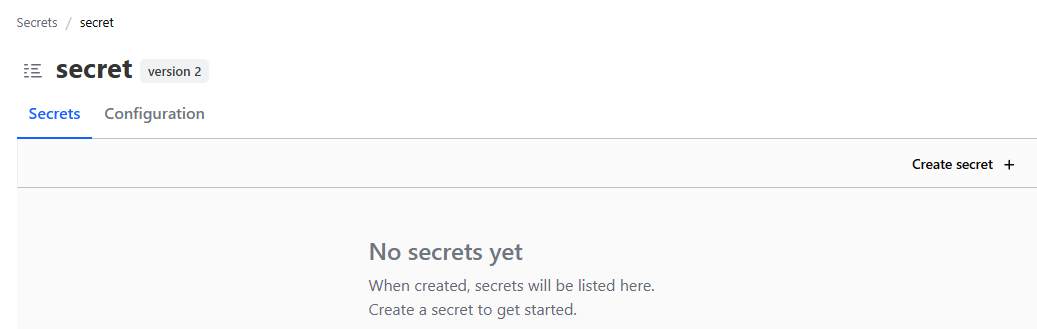 Secrets / secret
secret version 2
Secrets Configuration
Create secret +
No secrets yet
When created, secrets will be listed here.
Create a secret to get started.